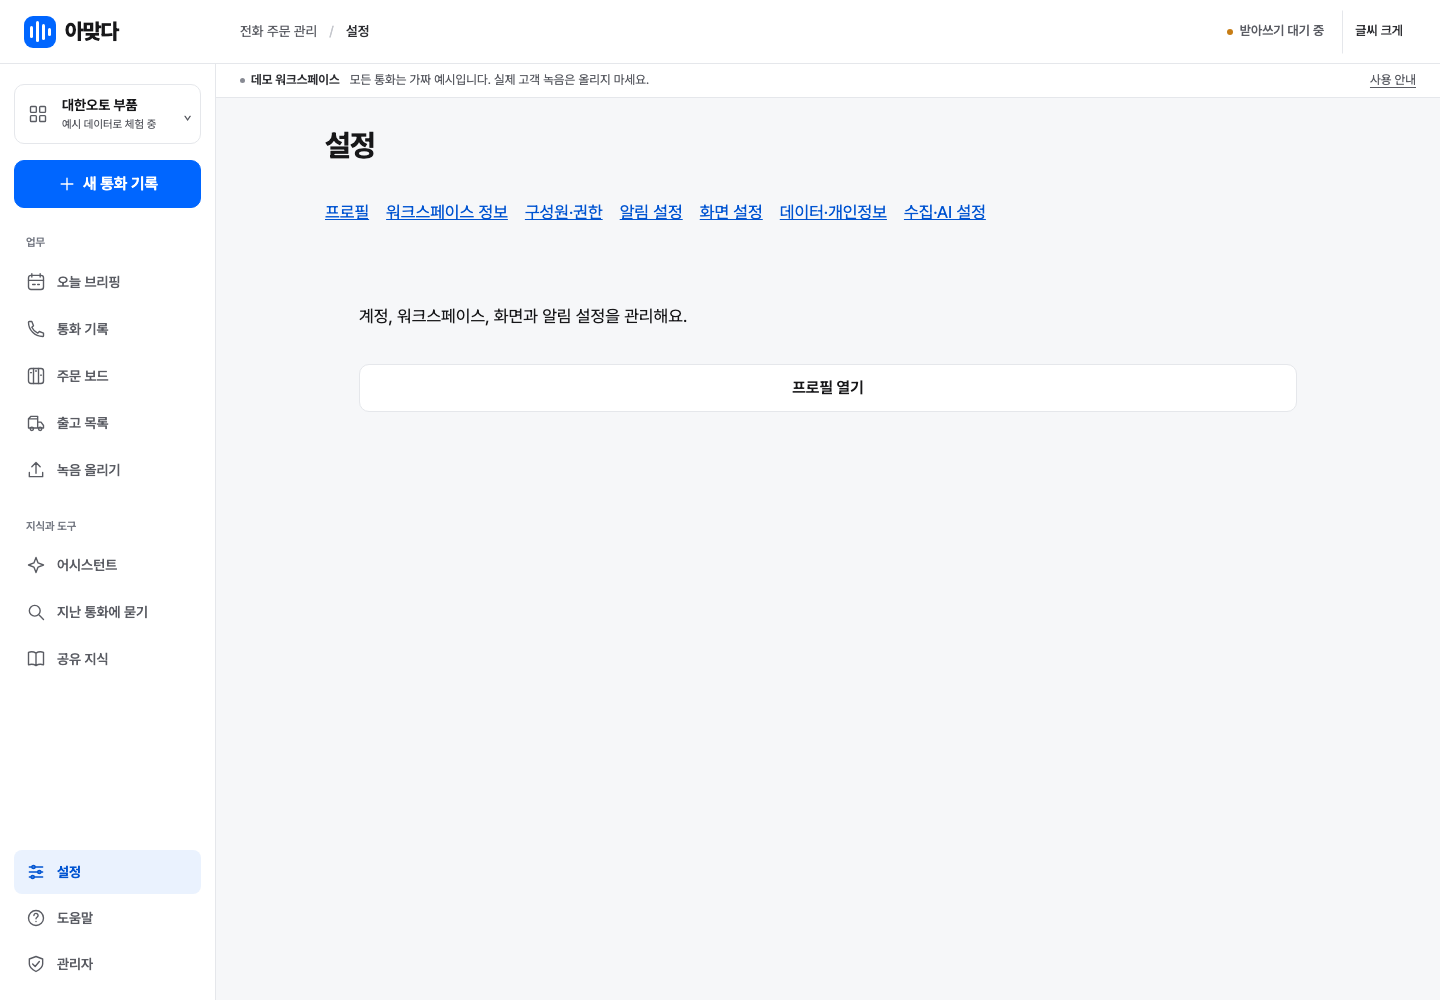 아맞다
전화 주문 관리 / 설정
받아쓰기 대기 중
글씨 크게
대한오토 부품
예시 데이터로 체험 중
새 통화 기록
업무
오늘 브리핑
통화 기록
주문 보드
출고 목록
녹음 올리기
지식과 도구
어시스턴트
지난 통화에 묻기
공유 지식
설정
도움말
관리자
데모 워크스페이스 모든 통화는 가짜 예시입니다. 실제 고객 녹음은 올리지 마세요.
사용 안내
설정
프로필 워크스페이스 정보 구성원·권한 알림 설정 화면 설정 데이터·개인정보 수집·AI 설정
계정, 워크스페이스, 화면과 알림 설정을 관리해요.
프로필 열기